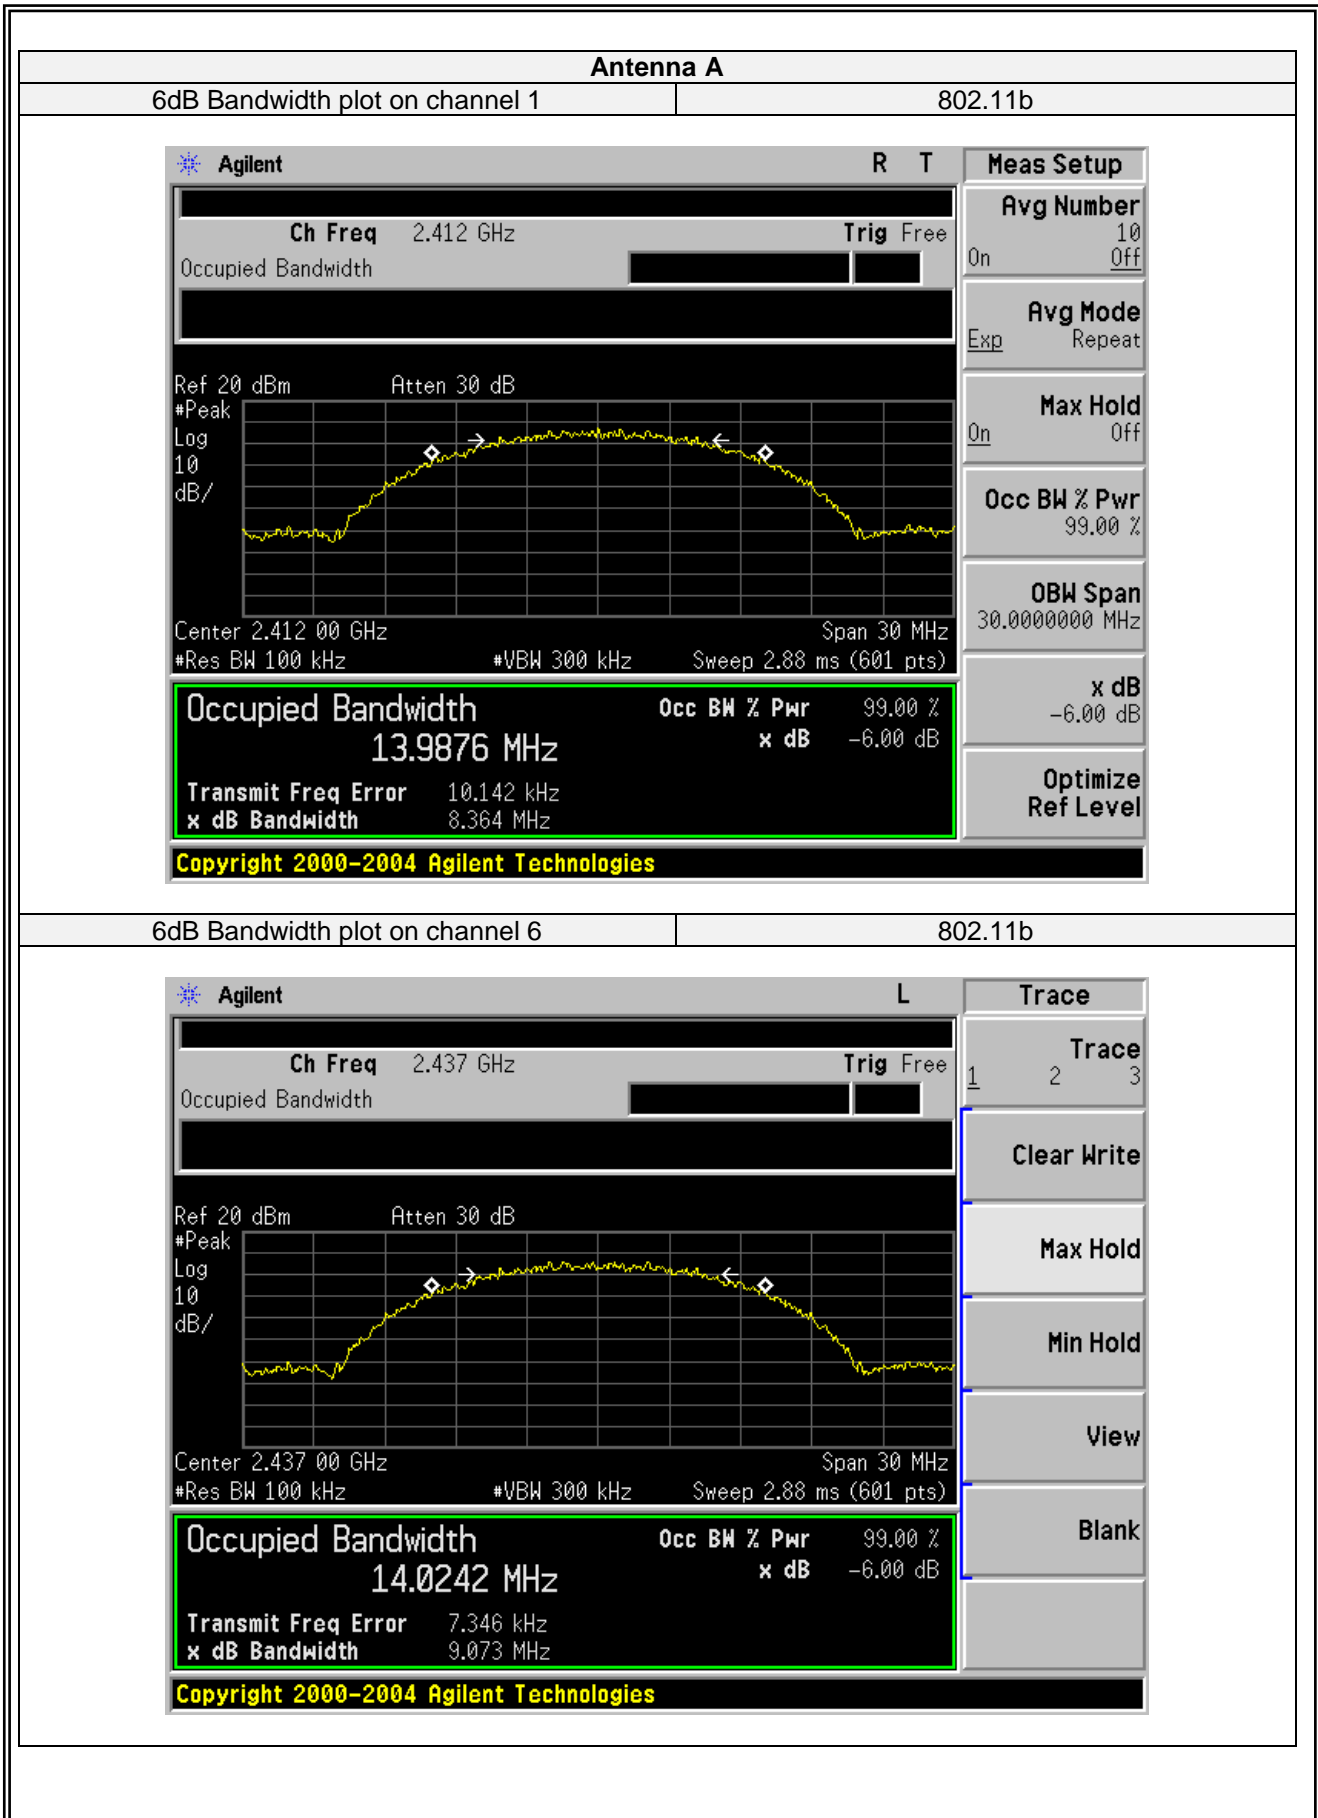 Antenna A
6dB Bandwidth plot on channel 1 802.11b
Agilent R T Meas Setup
Ch Freq 2.412 GHz Trig Free
Occupied Bandwidth
Avg Number
10
On Off
Avg Mode
Exp Repeat
Ref 20 dBm Atten 30 dB
#Peak
Log
10
dB/
Max Hold
On Off
Occ BW % Pwr
99.00 %
OBW Span
30.0000000 MHz
Center 2.412 00 GHz Span 30 MHz
#Res BW 100 kHz #VBW 300 kHz Sweep 2.88 ms (601 pts)
x dB
-6.00 dB
Occupied Bandwidth Occ BW % Pwr 99.00 %
13.9876 MHz x dB -6.00 dB
Transmit Freq Error 10.142 kHz
x dB Bandwidth 8.364 MHz
Optimize
Ref Level
Copyright 2000-2004 Agilent Technologies
6dB Bandwidth plot on channel 6 802.11b
Agilent L Trace
Ch Freq 2.437 GHz Trig Free
Occupied Bandwidth
Trace
1 2 3
Clear Write
Ref 20 dBm Atten 30 dB
#Peak
Log
10
dB/
Max Hold
Min Hold
View
Center 2.437 00 GHz Span 30 MHz
#Res BW 100 kHz #VBW 300 kHz Sweep 2.88 ms (601 pts)
Blank
Occupied Bandwidth Occ BW % Pwr 99.00 %
14.0242 MHz x dB -6.00 dB
Transmit Freq Error 7.346 kHz
x dB Bandwidth 9.073 MHz
Copyright 2000-2004 Agilent Technologies